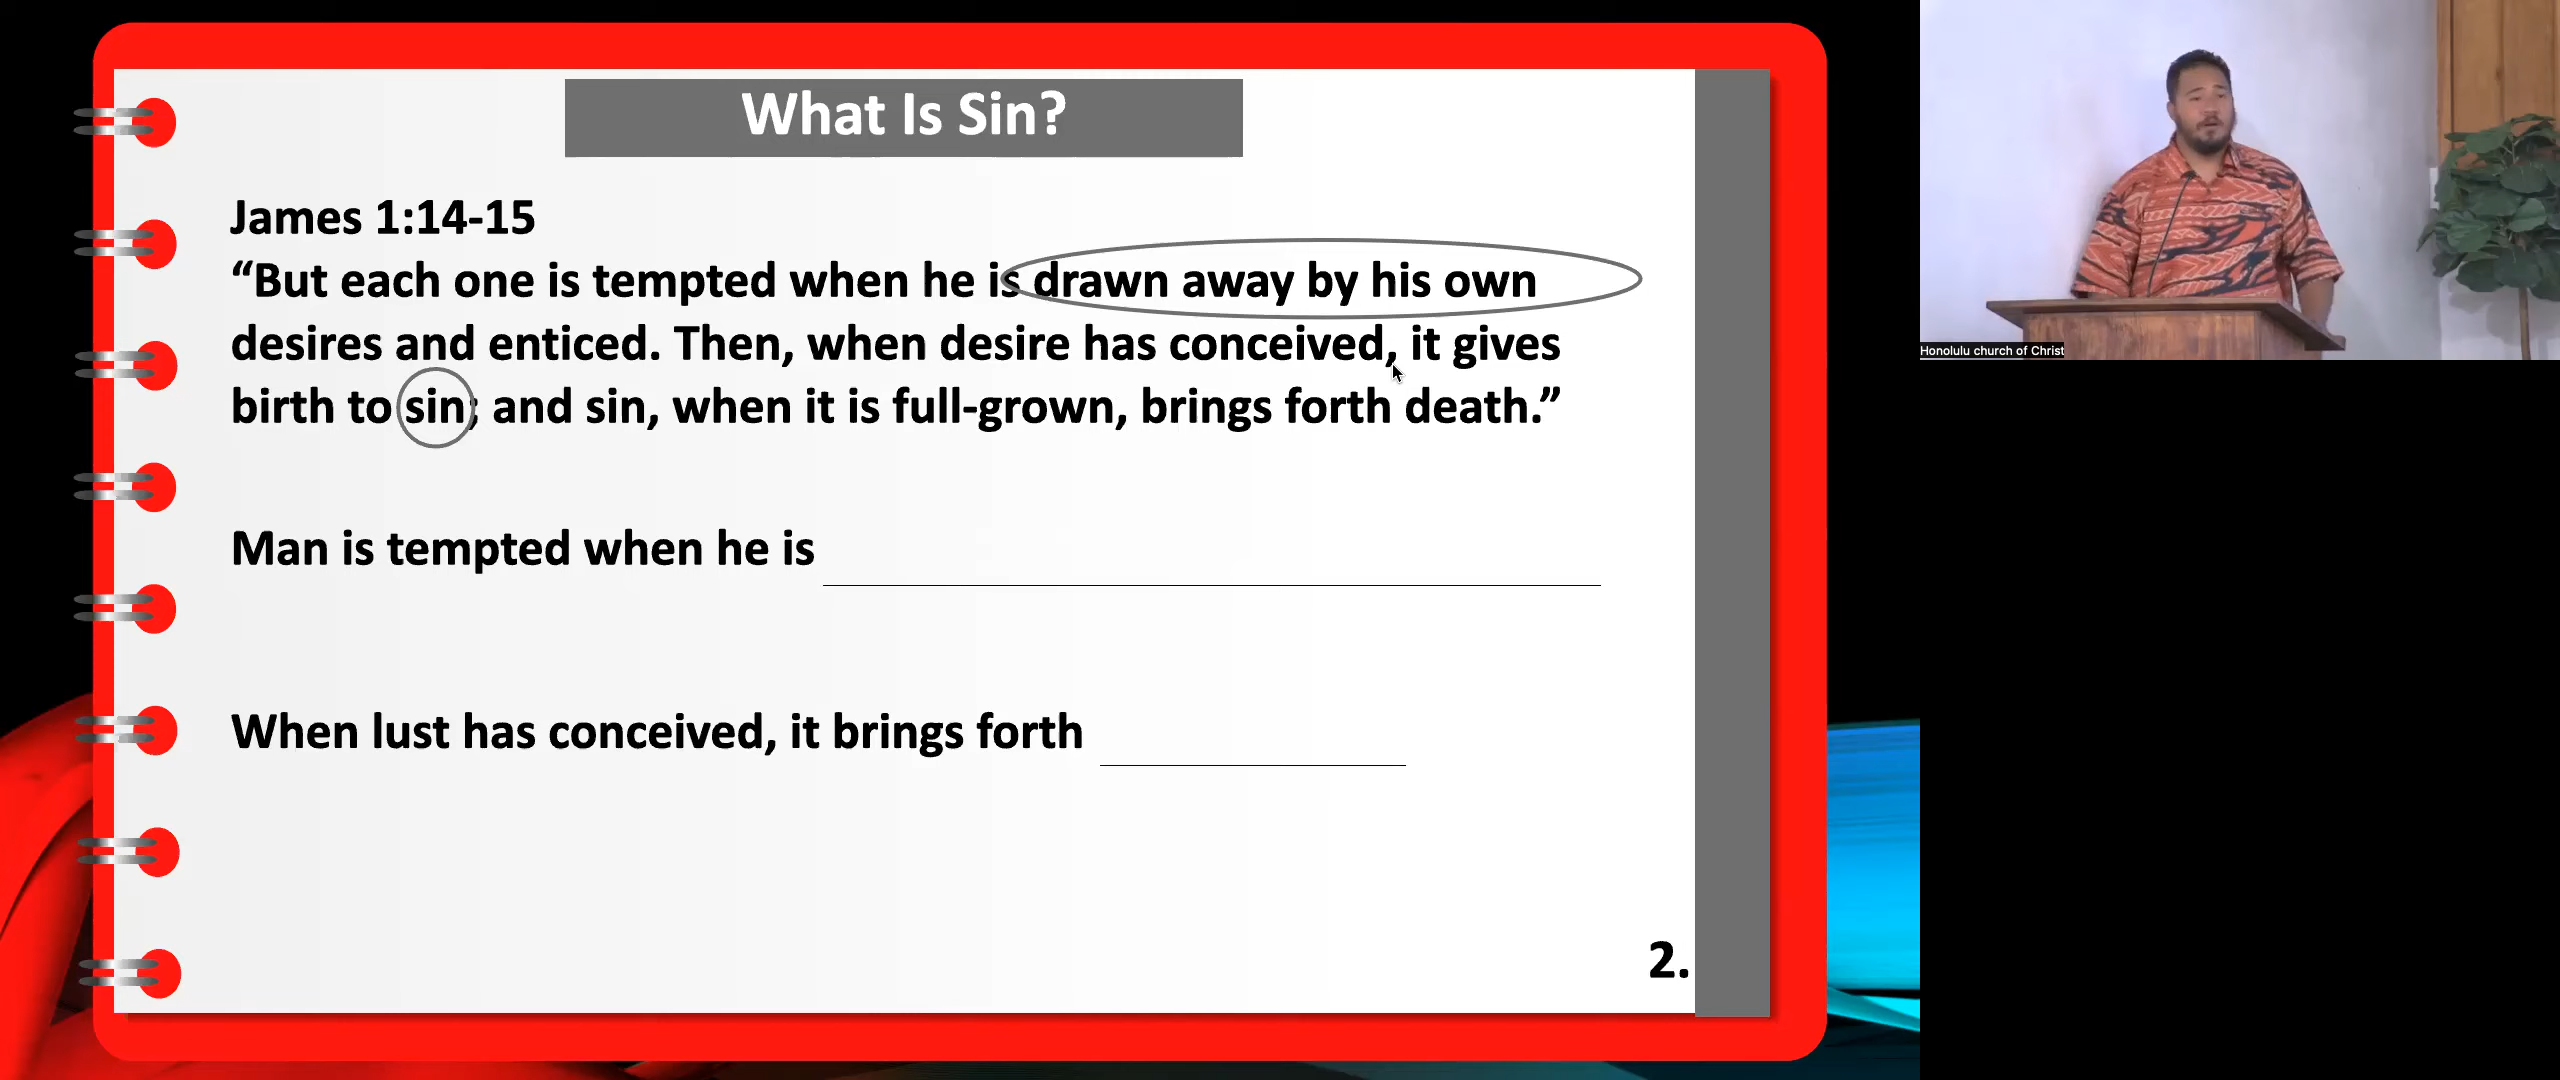 What Is Sin?
James 1:14-15
“But each one is tempted when he is drawn away by his own
desires and enticed. Then, when desire has conceived, it gives
birth to sin; and sin, when it is full-grown, brings forth death.”
Man is tempted when he is
When lust has conceived, it brings forth
2.
Honolulu church of Christ